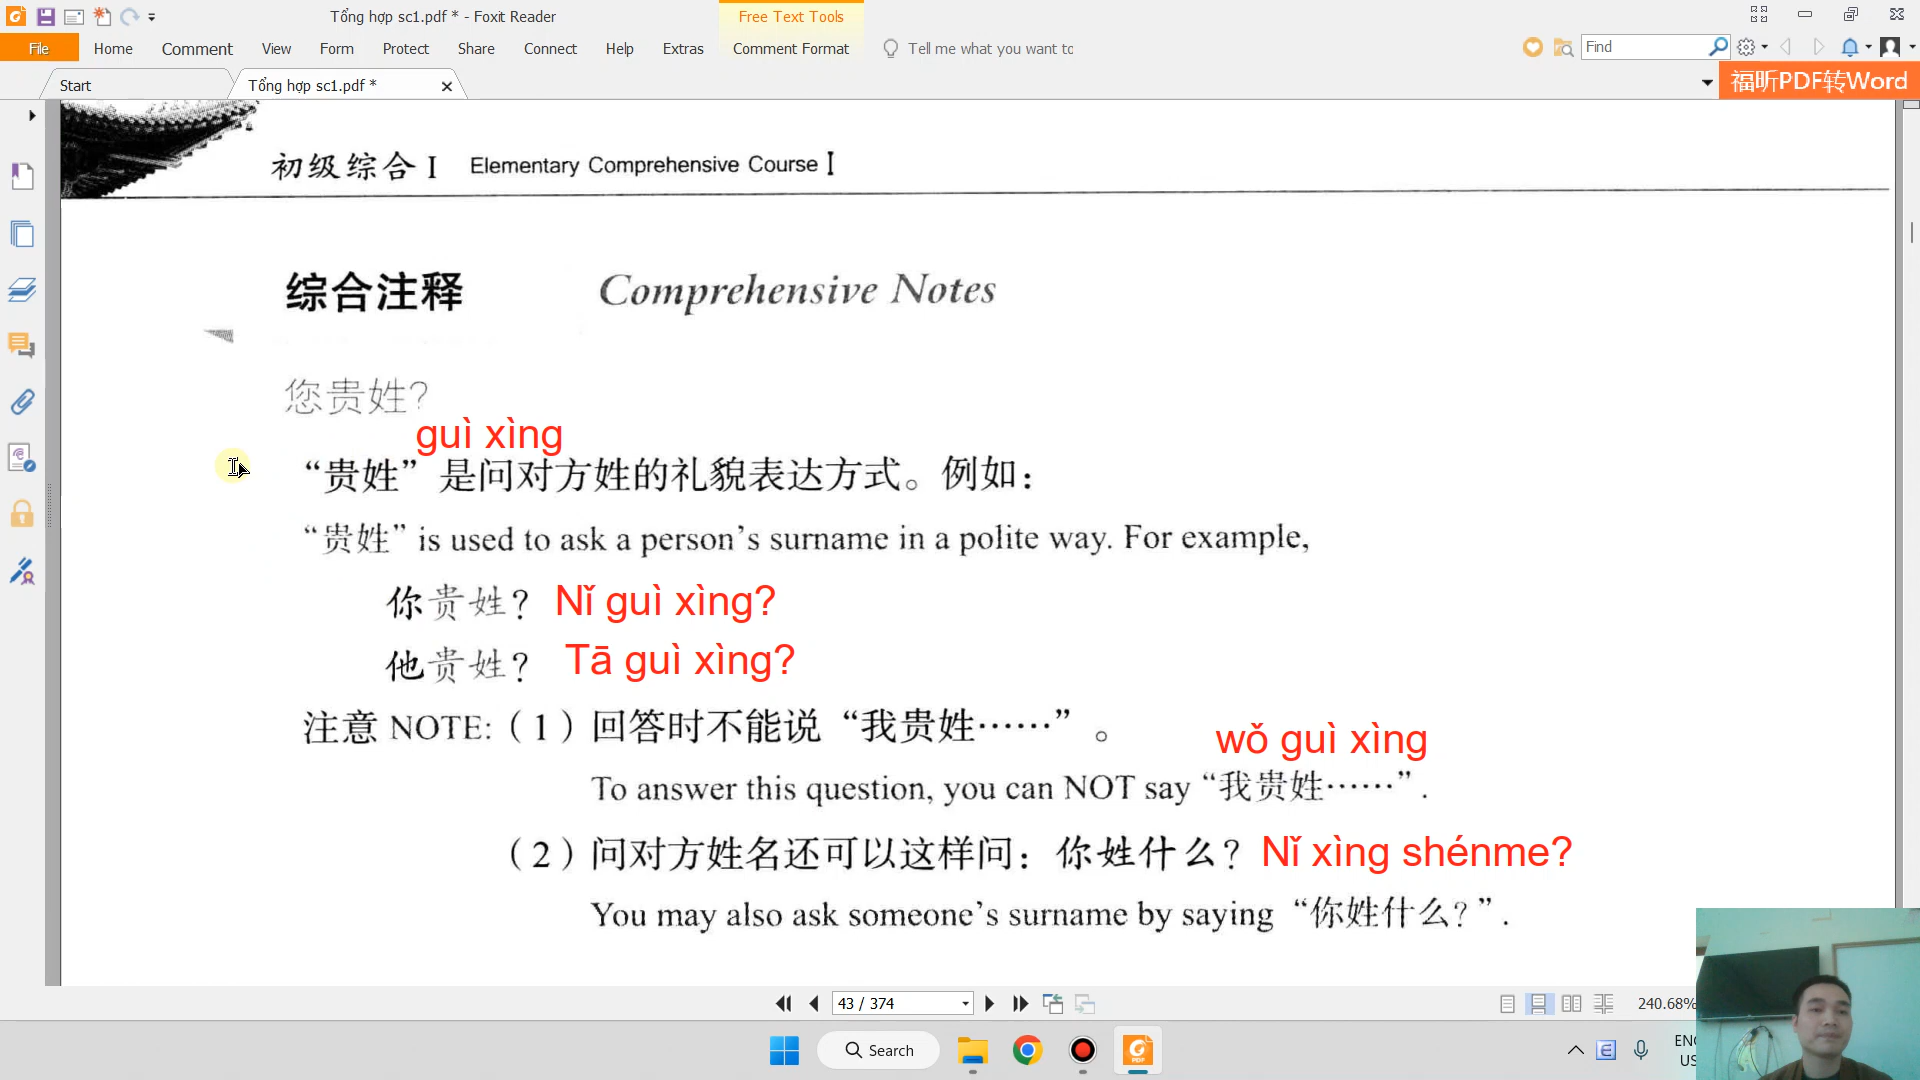 Tổng hợp sc1.pdf * - Foxit Reader
Free Text Tools
File Home Comment View Form Protect Share Connect Help Extras Comment Format Tell me what you want to
Find
Start
Tổng hợp sc1.pdf *
福昕PDF转Word
初级综合 I Elementary Comprehensive Course I
综合注释 Comprehensive Notes
您贵姓?
guì xìng
“贵姓”是问对方姓的礼貌表达方式。例如：
“贵姓” is used to ask a person’s surname in a polite way. For example,
你贵姓? Nǐ guì xìng?
他贵姓? Tā guì xìng?
注意 NOTE:（1）回答时不能说“我贵姓……”。
wǒ guì xìng
To answer this question, you can NOT say “我贵姓……”.
（2）问对方姓名还可以这样问：你姓什么? Nǐ xìng shénme?
You may also ask someone’s surname by saying “你姓什么?”.
43 / 374
240.68%
Search
ENG
US